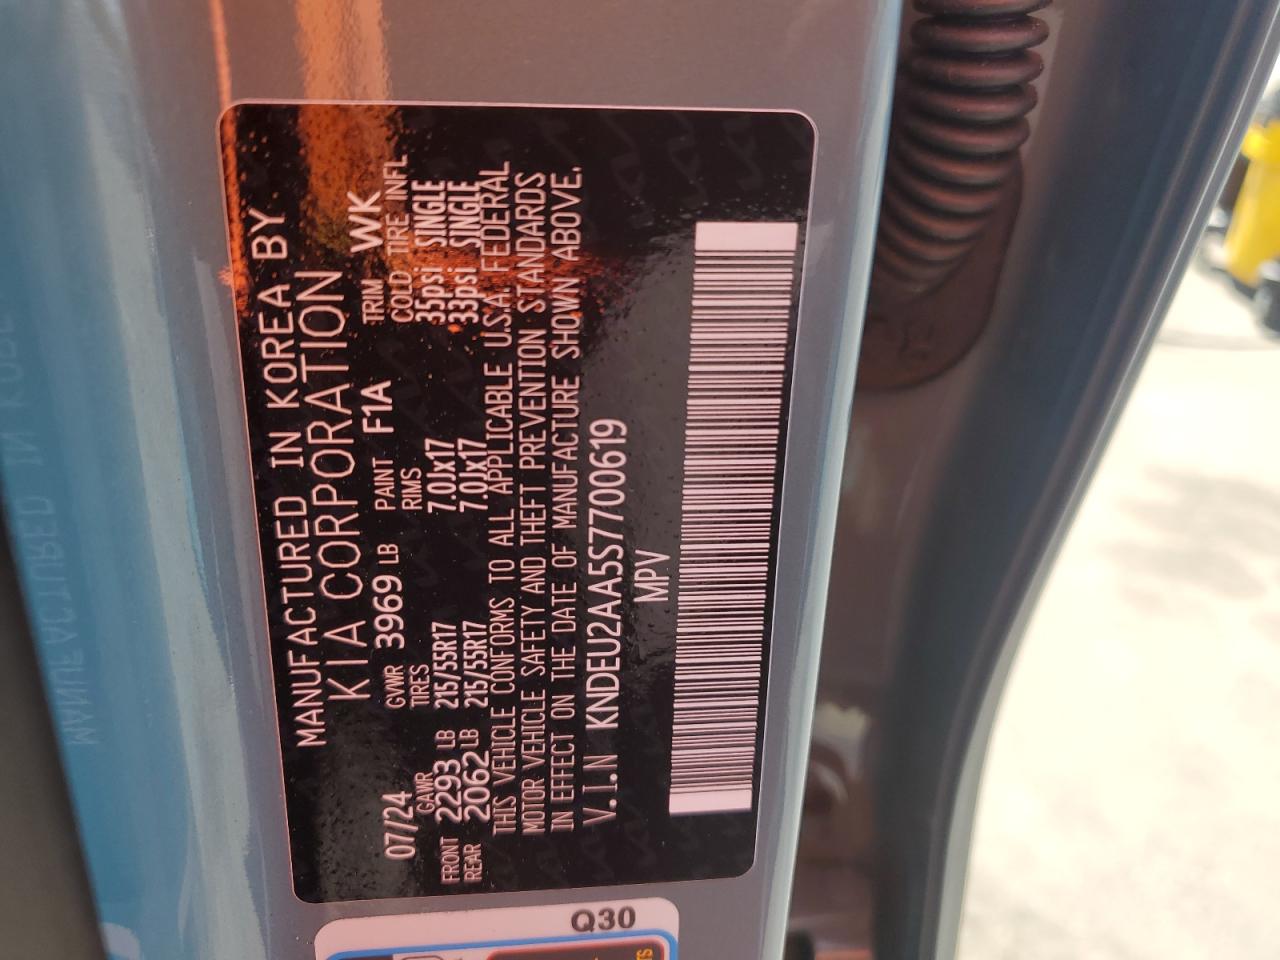 MANUFACTURED IN KOREA BY
KIA CORPORATION
07/24 GVWR 3969 LB PAINT F1A TRIM WK
GAWR TIRES RIMS COLD TIRE INFL
FRONT 2293 LB 215/55R17 7.0Jx17 35psi SINGLE
REAR 2062 LB 215/55R17 7.0Jx17 33psi SINGLE
THIS VEHICLE CONFORMS TO ALL APPLICABLE U.S.A. FEDERAL
MOTOR VEHICLE SAFETY AND THEFT PREVENTION STANDARDS
IN EFFECT ON THE DATE OF MANUFACTURE SHOWN ABOVE.
V.I.N KNDEU2AA5S7700619
MPV
Q30